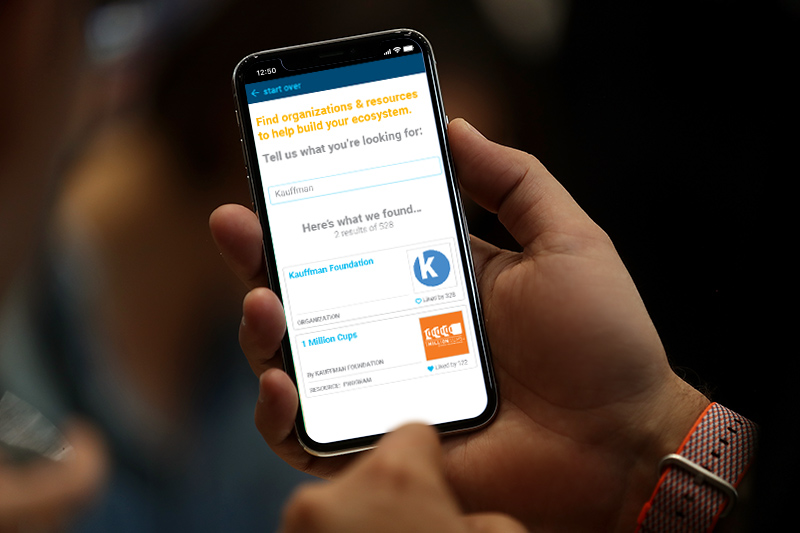 12:50
← start over
Find organizations & resources
to help build your ecosystem.
Tell us what you're looking for:
Kauffman
Here's what we found...
2 results of 528
Kauffman Foundation
k
Liked by 328
ORGANIZATION
1 Million Cups
MILLION
By KAUFFMAN FOUNDATION
Liked by 122
RESOURCE: PROGRAM